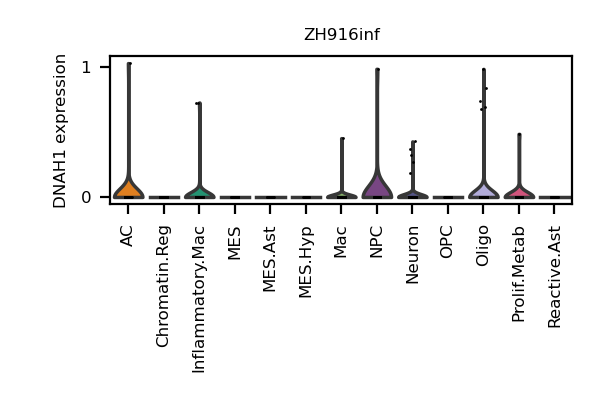 ZH916inf
DNAH1 expression
1
0
AC
Chromatin.Reg
Inflammatory.Mac
MES
MES.Ast
MES.Hyp
Mac
NPC
Neuron
OPC
Oligo
Prolif.Metab
Reactive.Ast